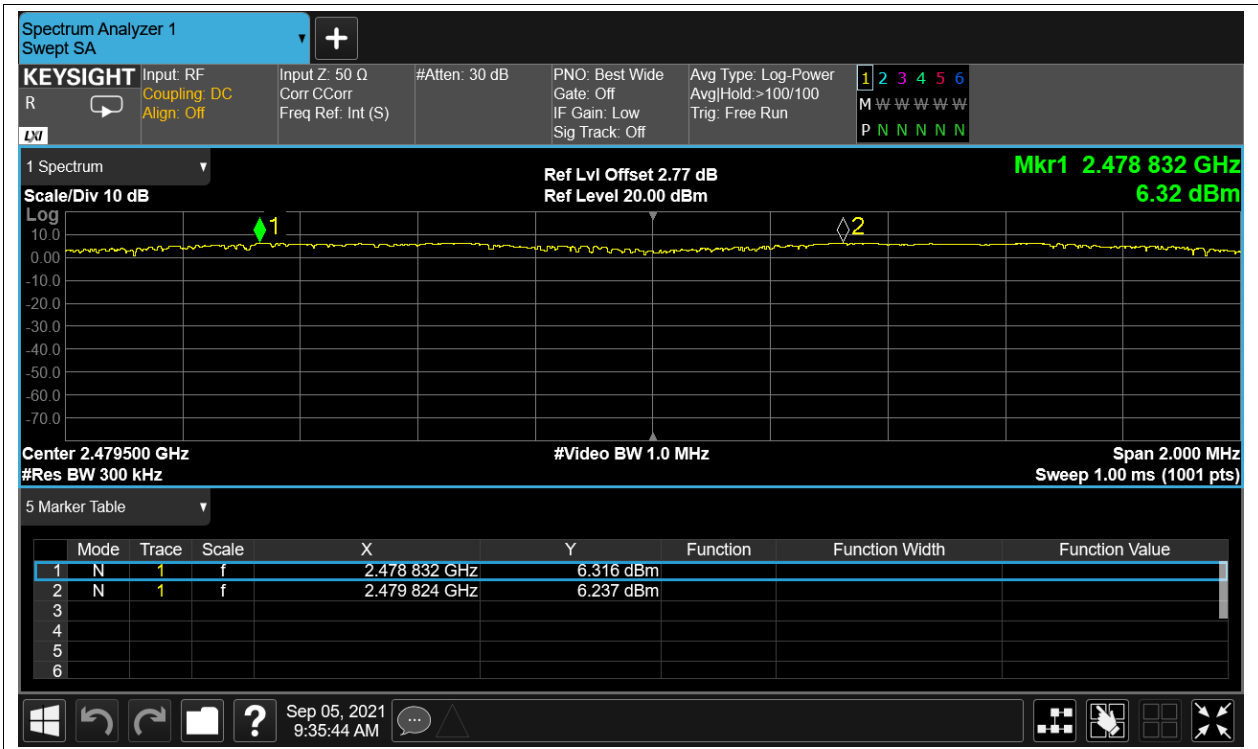 Spectrum Analyzer 1
Swept SA
KEYSIGHT Input: RF Input Z: 50 Ω #Atten: 30 dB PNO: Best Wide Avg Type: Log-Power 1 2 3 4 5 6
R Coupling: DC Corr CCorr Gate: Off Avg|Hold:>100/100 M W W W W W W
Align: Off Freq Ref: Int (S) IF Gain: Low Trig: Free Run
LXI Sig Track: Off P N N N N N N
1 Spectrum
Ref Lvl Offset 2.77 dB Mkr1 2.478 832 GHz
Scale/Div 10 dB Ref Level 20.00 dBm 6.32 dBm
Log
1 2
10.0
0.00
-10.0
-20.0
-30.0
-40.0
-50.0
-60.0
-70.0
Center 2.479500 GHz #Video BW 1.0 MHz Span 2.000 MHz
#Res BW 300 kHz Sweep 1.00 ms (1001 pts)
5 Marker Table
Mode Trace Scale X Y Function Function Width Function Value
1 N 1 f 2.478 832 GHz 6.316 dBm
2 N 1 f 2.479 824 GHz 6.237 dBm
3
4
5
6
? Sep 05, 2021
9:35:44 AM